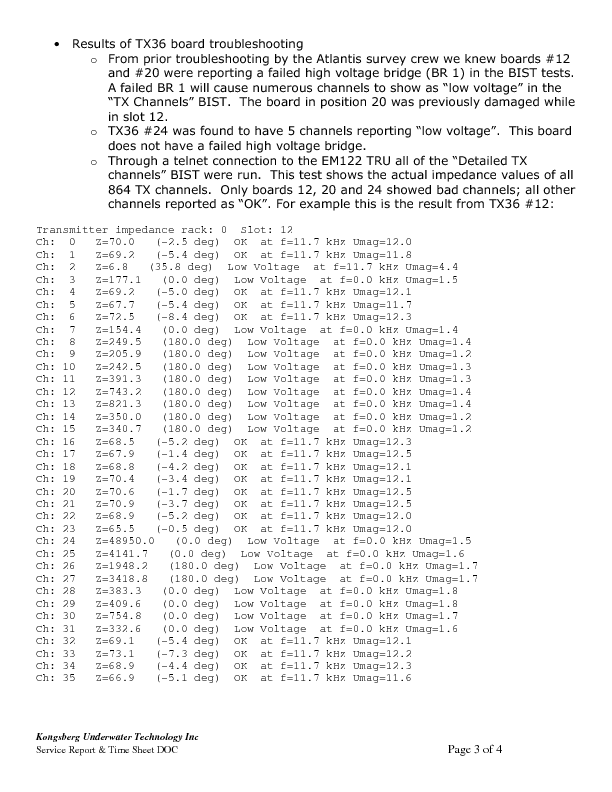 • Results of TX36 board troubleshooting
o From prior troubleshooting by the Atlantis survey crew we knew boards #12
and #20 were reporting a failed high voltage bridge (BR 1) in the BIST tests.
A failed BR 1 will cause numerous channels to show as “low voltage” in the
“TX Channels” BIST. The board in position 20 was previously damaged while
in slot 12.
o TX36 #24 was found to have 5 channels reporting “low voltage”. This board
does not have a failed high voltage bridge.
o Through a telnet connection to the EM122 TRU all of the “Detailed TX
channels” BIST were run. This test shows the actual impedance values of all
864 TX channels. Only boards 12, 20 and 24 showed bad channels; all other
channels reported as “OK”. For example this is the result from TX36 #12:
Transmitter impedance rack: 0 Slot: 12
Ch: 0 Z=70.0 (-2.5 deg) OK at f=11.7 kHz Umag=12.0
Ch: 1 Z=69.2 (-5.4 deg) OK at f=11.7 kHz Umag=11.8
Ch: 2 Z=6.8 (35.8 deg) Low Voltage at f=11.7 kHz Umag=4.4
Ch: 3 Z=177.1 (0.0 deg) Low Voltage at f=0.0 kHz Umag=1.5
Ch: 4 Z=69.2 (-5.0 deg) OK at f=11.7 kHz Umag=12.1
Ch: 5 Z=67.7 (-5.4 deg) OK at f=11.7 kHz Umag=11.7
Ch: 6 Z=72.5 (-8.4 deg) OK at f=11.7 kHz Umag=12.3
Ch: 7 Z=154.4 (0.0 deg) Low Voltage at f=0.0 kHz Umag=1.4
Ch: 8 Z=249.5 (180.0 deg) Low Voltage at f=0.0 kHz Umag=1.4
Ch: 9 Z=205.9 (180.0 deg) Low Voltage at f=0.0 kHz Umag=1.2
Ch: 10 Z=242.5 (180.0 deg) Low Voltage at f=0.0 kHz Umag=1.3
Ch: 11 Z=391.3 (180.0 deg) Low Voltage at f=0.0 kHz Umag=1.3
Ch: 12 Z=743.2 (180.0 deg) Low Voltage at f=0.0 kHz Umag=1.4
Ch: 13 Z=821.3 (180.0 deg) Low Voltage at f=0.0 kHz Umag=1.4
Ch: 14 Z=350.0 (180.0 deg) Low Voltage at f=0.0 kHz Umag=1.2
Ch: 15 Z=340.7 (180.0 deg) Low Voltage at f=0.0 kHz Umag=1.2
Ch: 16 Z=68.5 (-5.2 deg) OK at f=11.7 kHz Umag=12.3
Ch: 17 Z=67.9 (-1.4 deg) OK at f=11.7 kHz Umag=12.5
Ch: 18 Z=68.8 (-4.2 deg) OK at f=11.7 kHz Umag=12.1
Ch: 19 Z=70.4 (-3.4 deg) OK at f=11.7 kHz Umag=12.1
Ch: 20 Z=70.6 (-1.7 deg) OK at f=11.7 kHz Umag=12.5
Ch: 21 Z=70.9 (-3.7 deg) OK at f=11.7 kHz Umag=12.5
Ch: 22 Z=68.9 (-5.2 deg) OK at f=11.7 kHz Umag=12.0
Ch: 23 Z=65.5 (-0.5 deg) OK at f=11.7 kHz Umag=12.0
Ch: 24 Z=48950.0 (0.0 deg) Low Voltage at f=0.0 kHz Umag=1.5
Ch: 25 Z=4141.7 (0.0 deg) Low Voltage at f=0.0 kHz Umag=1.6
Ch: 26 Z=1948.2 (180.0 deg) Low Voltage at f=0.0 kHz Umag=1.7
Ch: 27 Z=3418.8 (180.0 deg) Low Voltage at f=0.0 kHz Umag=1.7
Ch: 28 Z=383.3 (0.0 deg) Low Voltage at f=0.0 kHz Umag=1.8
Ch: 29 Z=409.6 (0.0 deg) Low Voltage at f=0.0 kHz Umag=1.8
Ch: 30 Z=754.8 (0.0 deg) Low Voltage at f=0.0 kHz Umag=1.7
Ch: 31 Z=332.6 (0.0 deg) Low Voltage at f=0.0 kHz Umag=1.6
Ch: 32 Z=69.1 (-5.4 deg) OK at f=11.7 kHz Umag=12.1
Ch: 33 Z=73.1 (-7.3 deg) OK at f=11.7 kHz Umag=12.2
Ch: 34 Z=68.9 (-4.4 deg) OK at f=11.7 kHz Umag=12.3
Ch: 35 Z=66.9 (-5.1 deg) OK at f=11.7 kHz Umag=11.6
Kongsberg Underwater Technology Inc
Service Report & Time Sheet DOC Page 3 of 4